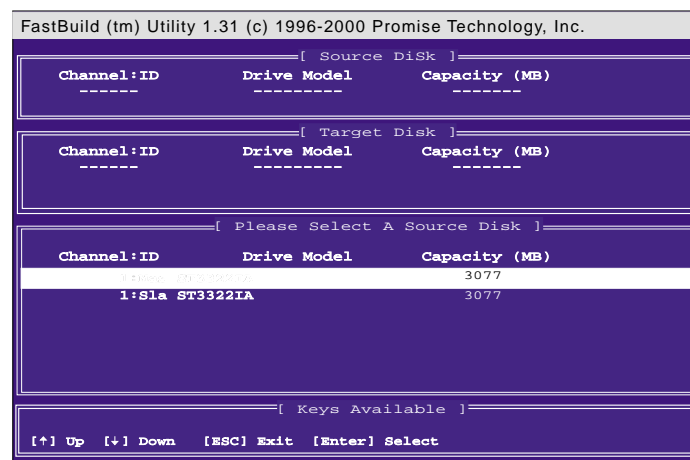 FastBuild (tm) Utility 1.31 (c) 1996-2000 Promise Technology, Inc.
[ Source DiSk ]
Channel:ID Drive Model Capacity (MB)
------ --------- -------
[ Target Disk ]
Channel:ID Drive Model Capacity (MB)
------ --------- -------
[ Please Select A Source Disk ]
Channel:ID Drive Model Capacity (MB)
3077
1:Sla ST3322IA 3077
[ Keys Available ]
[↑] Up [↓] Down [ESC] Exit [Enter] Select